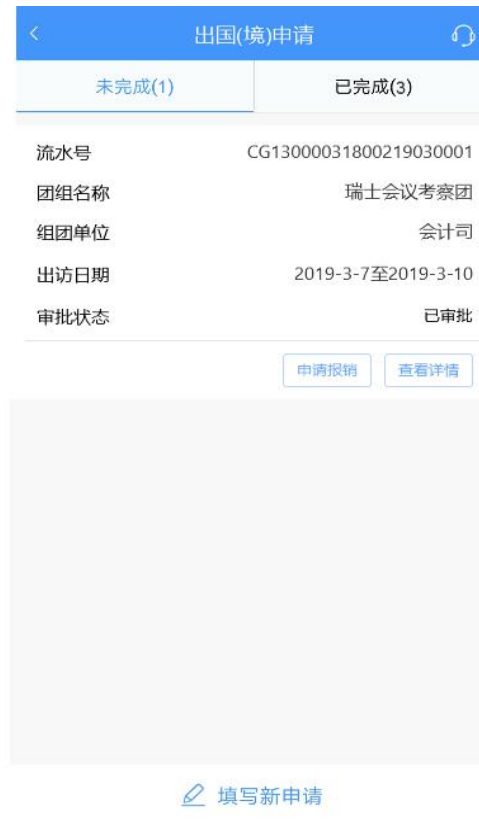 出国(境)申请
未完成(1) 已完成(3)
流水号 CG13000031800219030001
团组名称 瑞士会议考察团
组团单位 会计司
出访日期 2019-3-7至2019-3-10
审批状态 已审批
申请报销 查看详情
填写新申请